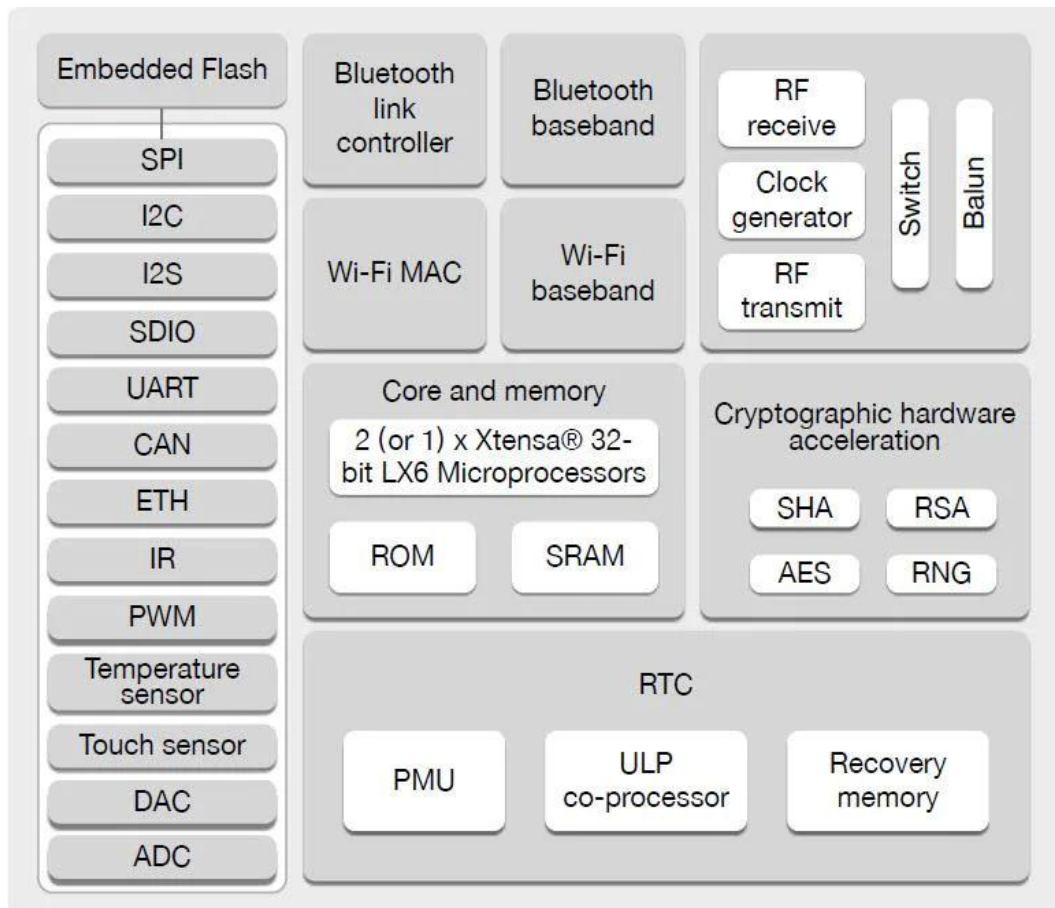 Embedded Flash
SPI
I2C
I2S
SDIO
UART
CAN
ETH
IR
PWM
Temperature
sensor
Touch sensor
DAC
ADC
Bluetooth
link
controller
Bluetooth
baseband
Wi-Fi MAC
Wi-Fi
baseband
RF
receive
Clock
generator
RF
transmit
Switch
Balun
Core and memory
2 (or 1) x Xtensa® 32-
bit LX6 Microprocessors
ROM
SRAM
Cryptographic hardware
acceleration
SHA
RSA
AES
RNG
RTC
PMU
ULP
co-processor
Recovery
memory